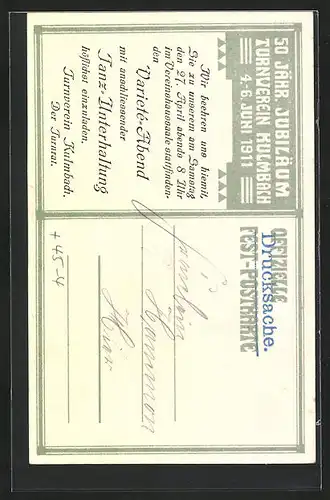 50 JÄHR. JUBILÄUM
TURNVEREIN KULMBACH
4.-6. JUNI 1911
Wir beehren uns hiemit,
Sie zu unserem am Samstag
den 27. April abends 8 Uhr
im Vereinshaussaale stattfinden-
den
Varieté-Abend
mit anschliessender
Tanz-Unterhaltung
höflichst einzuladen.
Turnverein Kulmbach.
Der Turnrat.
+ 45-4
OFFIZIELLE
FEST-POSTKARTE
Drucksache.
Fräulein
Hier